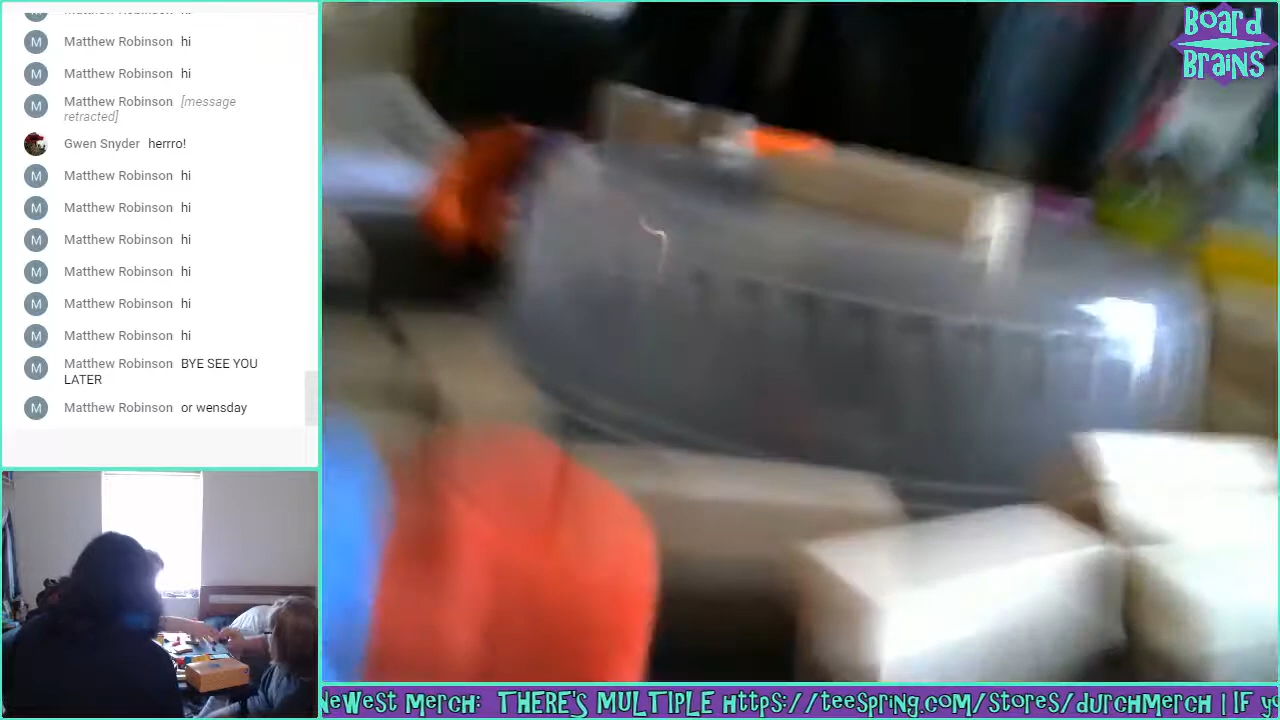 Matthew Robinson hi
Matthew Robinson hi
Matthew Robinson [message
retracted]
Gwen Snyder herrro!
Matthew Robinson hi
Matthew Robinson hi
Matthew Robinson hi
Matthew Robinson hi
Matthew Robinson hi
Matthew Robinson hi
Matthew Robinson BYE SEE YOU
LATER
Matthew Robinson or wensday
Board
Brains
Newest Merch: THERE'S MULTIPLE https://teespring.com/stores/durchmerch | IF